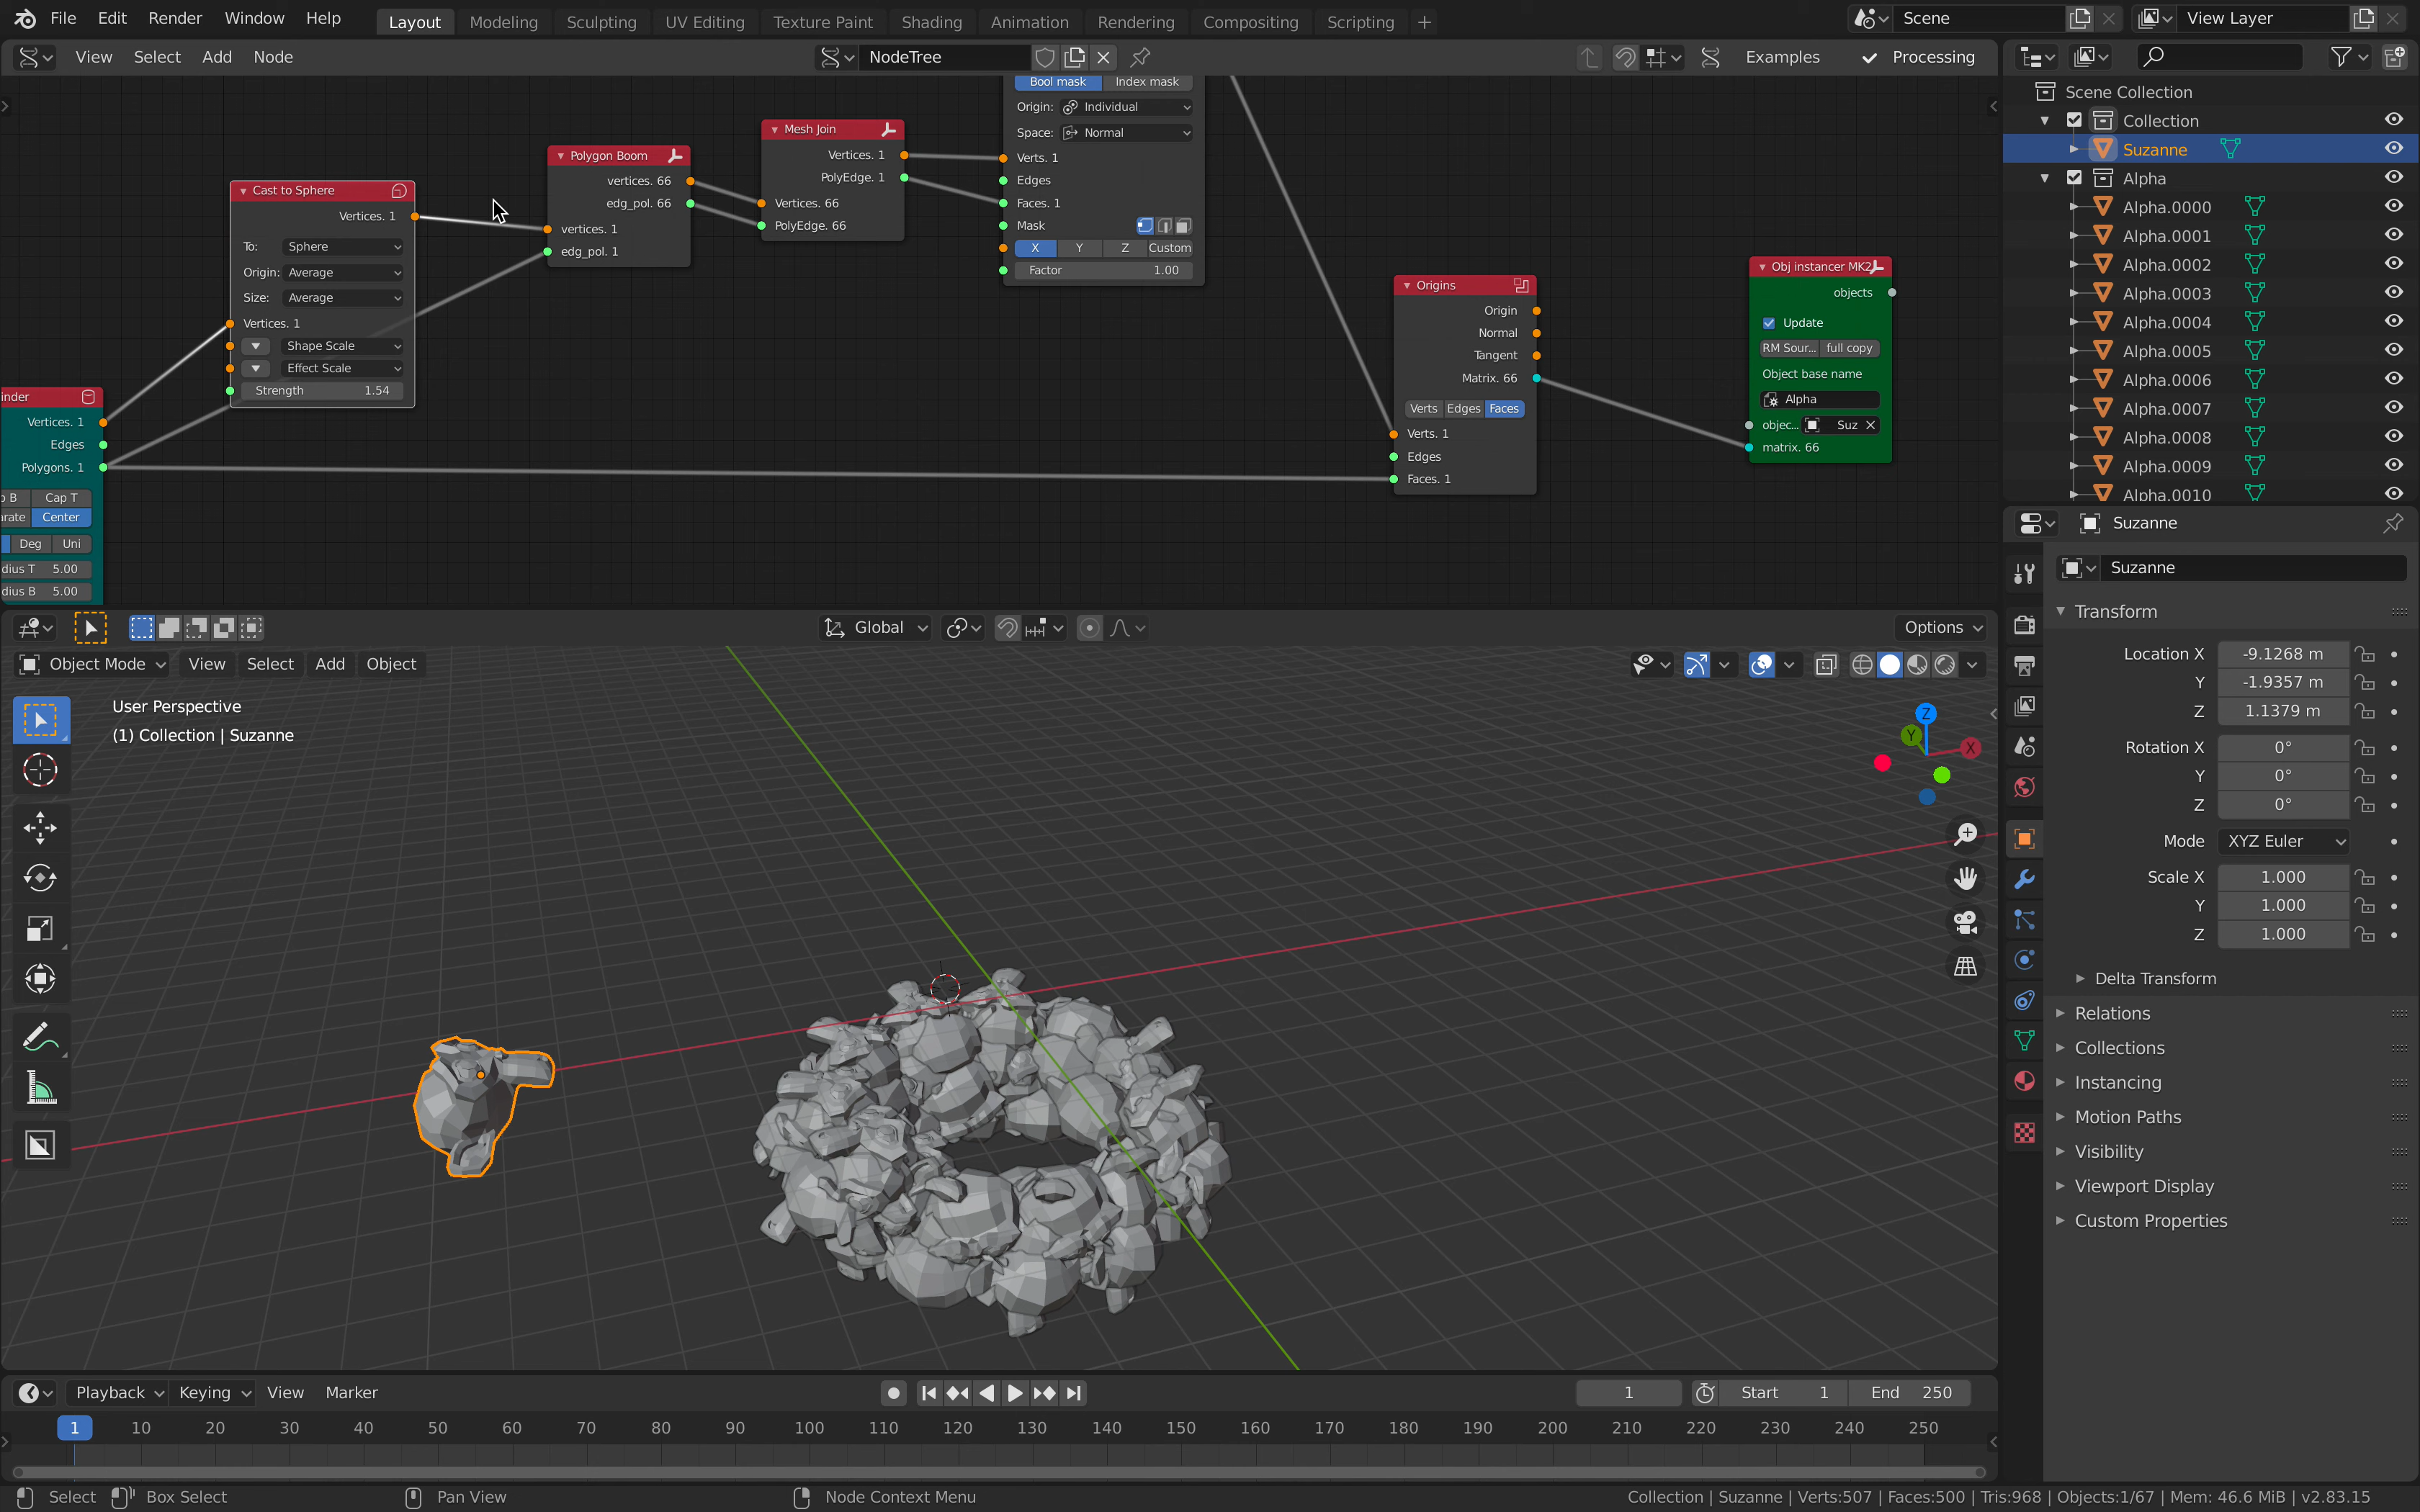 File Edit Render Window Help Layout Modeling Sculpting UV Editing Texture Paint Shading Animation Rendering Compositing Scripting + Scene View Layer
View Select Add Node NodeTree Examples Processing
Scene Collection
Collection
Suzanne
Alpha
Alpha.0000
Alpha.0001
Alpha.0002
Alpha.0003
Alpha.0004
Alpha.0005
Alpha.0006
Alpha.0007
Alpha.0008
Alpha.0009
Alpha.0010
inder
Vertices. 1
Edges
Polygons. 1
p B Cap T
arate Center
Deg Uni
dius T 5.00
dius B 5.00
Cast to Sphere
Vertices. 1
To: Sphere
Origin: Average
Size: Average
Vertices. 1
Shape Scale
Effect Scale
Strength 1.54
Polygon Boom
vertices. 66
edg_pol. 66
vertices. 1
edg_pol. 1
Mesh Join
Vertices. 1
PolyEdge. 1
Vertices. 66
PolyEdge. 66
Bool mask Index mask
Origin: Individual
Space: Normal
Verts. 1
Edges
Faces. 1
Mask
X Y Z Custom
Factor 1.00
Origins
Origin
Normal
Tangent
Matrix. 66
Verts Edges Faces
Verts. 1
Edges
Faces. 1
Obj instancer MK2
objects
Update
RM Sour... full copy
Object base name
Alpha
objec... Suz
matrix. 66
Global Options
Object Mode View Select Add Object
User Perspective
(1) Collection | Suzanne
Z
Y
X
Suzanne
Suzanne
Transform
Location X -9.1268 m
Y -1.9357 m
Z 1.1379 m
Rotation X 0°
Y 0°
Z 0°
Mode XYZ Euler
Scale X 1.000
Y 1.000
Z 1.000
Delta Transform
Relations
Collections
Instancing
Motion Paths
Visibility
Viewport Display
Custom Properties
Playback Keying View Marker 1 Start 1 End 250
1 10 20 30 40 50 60 70 80 90 100 110 120 130 140 150 160 170 180 190 200 210 220 230 240 250
Select Box Select Pan View Node Context Menu Collection | Suzanne | Verts:507 | Faces:500 | Tris:968 | Objects:1/67 | Mem: 46.6 MiB | v2.83.15